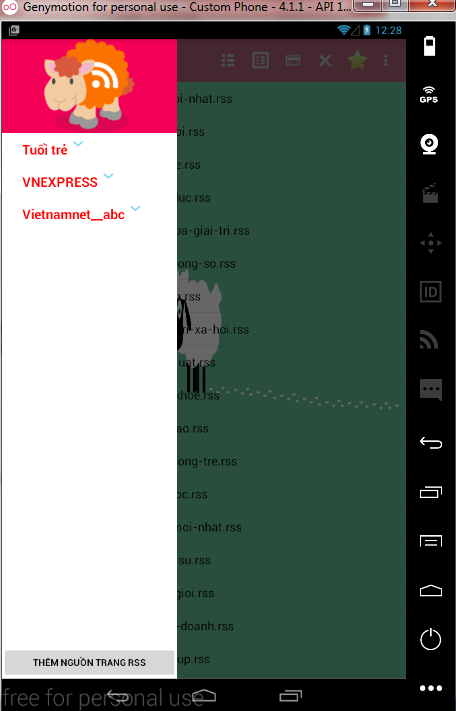 Genymotion for personal use - Custom Phone - 4.1.1 - API 1...
12:28
GPS
Tuổi trẻ
VNEXPRESS
Vietnamnet__abc
oi-nhat.rss
oi.rss
e.rss
luc.rss
oa-giai-tri.rss
ong-so.rss
o.rss
n-xa-hoi.rss
uat.rss
khoe.rss
ao.rss
ong-tre.rss
oc.rss
noi-nhat.rss
-su.rss
gioi.rss
-doanh.rss
up.rss
ID
THÊM NGUỒN TRANG RSS
free for personal use